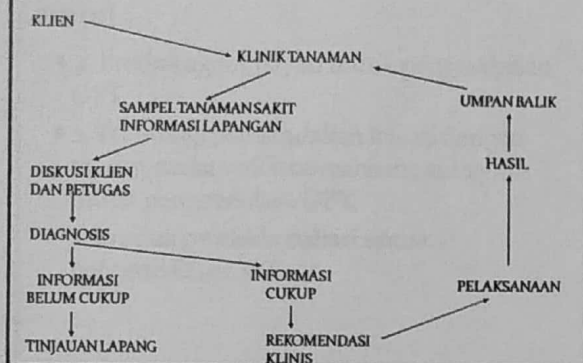 KLIEN
KLINIK TANAMAN
SAMPEL TANAMAN SAKIT
INFORMASI LAPANGAN
UMPAN BALIK
DISKUSI KLIEN
DAN PETUGAS
HASIL
DIAGNOSIS
INFORMASI
BELUM CUKUP
INFORMASI
CUKUP
PELAKSANAAN
TINJAUAN LAPANG
REKOMENDASI
KLINIS